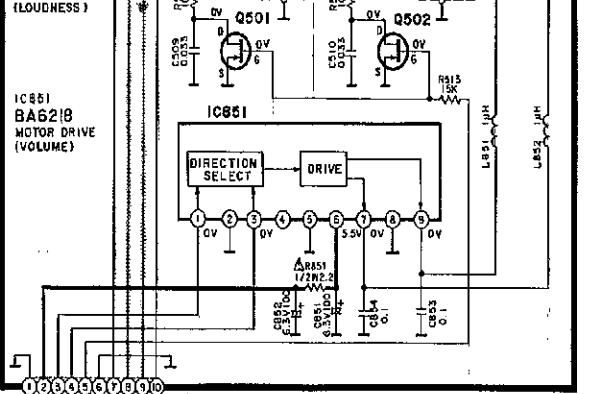 (LOUDNESS)
Q501
Q502
0V
0V
D
D
0V
0V
G
G
S
S
C509
0.033
C510
0.033
R513
15K
IC851
BA6218
MOTOR DRIVE
(VOLUME)
IC851
L851 1μH
L852 1μH
DIRECTION
SELECT
DRIVE
1 2 3 4 5 6 7 8 9
0V 0V 5.5V 0V 0V
R851
1/2W2.2
C852
6.3V100
C851
6.3V100
C854
0.1
C853
0.1
1 2 3 4 5 6 7 8 9 10